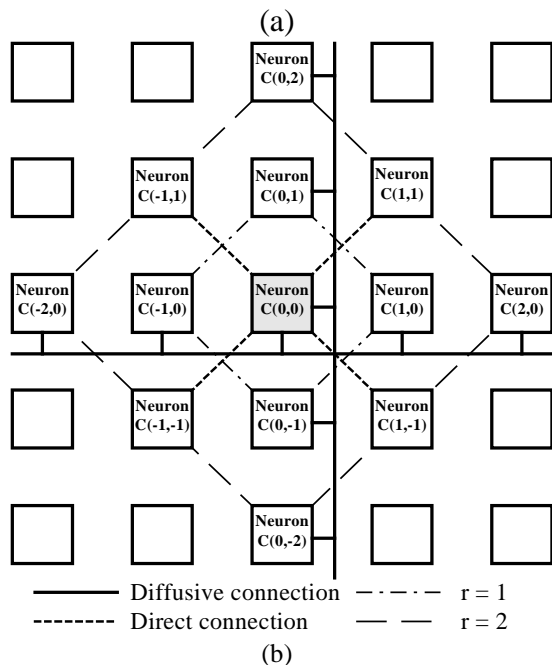 (a)
Neuron
C(0,2)
Neuron
C(-1,1)
Neuron
C(0,1)
Neuron
C(1,1)
Neuron
C(-2,0)
Neuron
C(-1,0)
Neuron
C(0,0)
Neuron
C(1,0)
Neuron
C(2,0)
Neuron
C(-1,-1)
Neuron
C(0,-1)
Neuron
C(1,-1)
Neuron
C(0,-2)
Diffusive connection
r = 1
Direct connection
r = 2
(b)